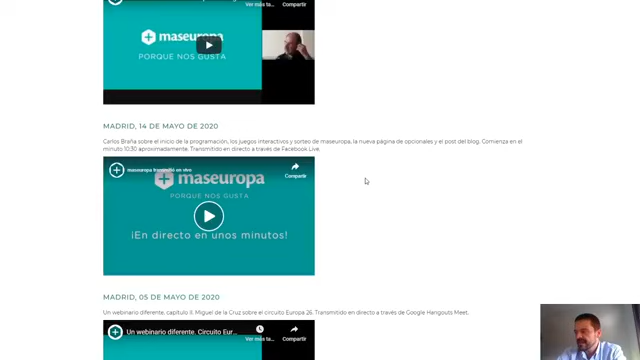 Ver más ta...
Compartir
maseuropa
PORQUE NOS GUSTA
MADRID, 14 DE MAYO DE 2020
Carlos Braña sobre el inicio de la programación, los juegos interactivos y sorteo de maseuropa, la nueva página de opcionales y el post del blog. Comienza en el
minuto 10:30 aproximadamente. Transmitido en directo a través de Facebook Live.
maseuropa transmitió en vivo
Compartir
maseuropa
PORQUE NOS GUSTA
¡En directo en unos minutos!
MADRID, 05 DE MAYO DE 2020
Un webinario diferente, capítulo II. Miguel de la Cruz sobre el circuito Europa 26. Transmitido en directo a través de Google Hangouts Meet.
Un webinario diferente. Circuito Eur...
Ver más ta...
Compartir